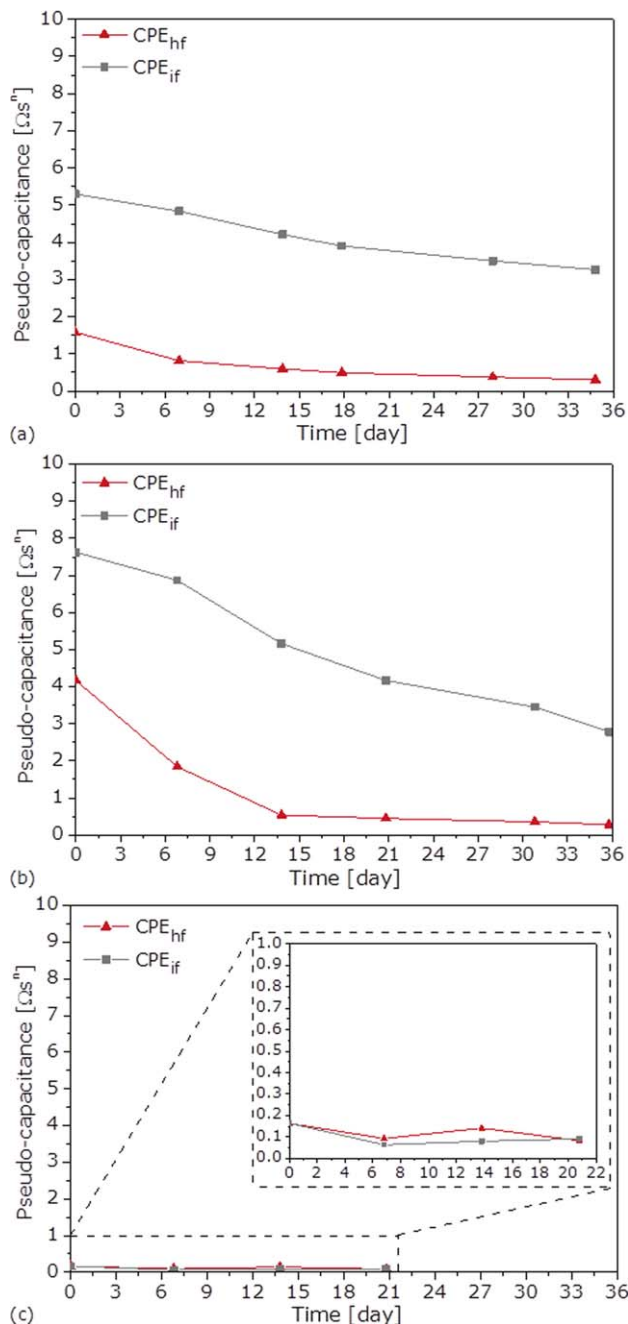 10
9
8
7
6
5
4
3
2
1
0
Pseudo-capacitance [Ωsⁿ]
CPEhf
CPEif
0 3 6 9 12 15 18 21 24 27 30 33 36
Time [day]
(a)
10
9
8
7
6
5
4
3
2
1
0
Pseudo-capacitance [Ωsⁿ]
CPEhf
CPEif
0 3 6 9 12 15 18 21 24 27 30 33 36
Time [day]
(b)
10
9
8
7
6
5
4
3
2
1
0
Pseudo-capacitance [Ωsⁿ]
CPEhf
CPEif
1.0
0.9
0.8
0.7
0.6
0.5
0.4
0.3
0.2
0.1
0.0
0 2 4 6 8 10 12 14 16 18 20 22
0 3 6 9 12 15 18 21 24 27 30 33 36
Time [day]
(c)